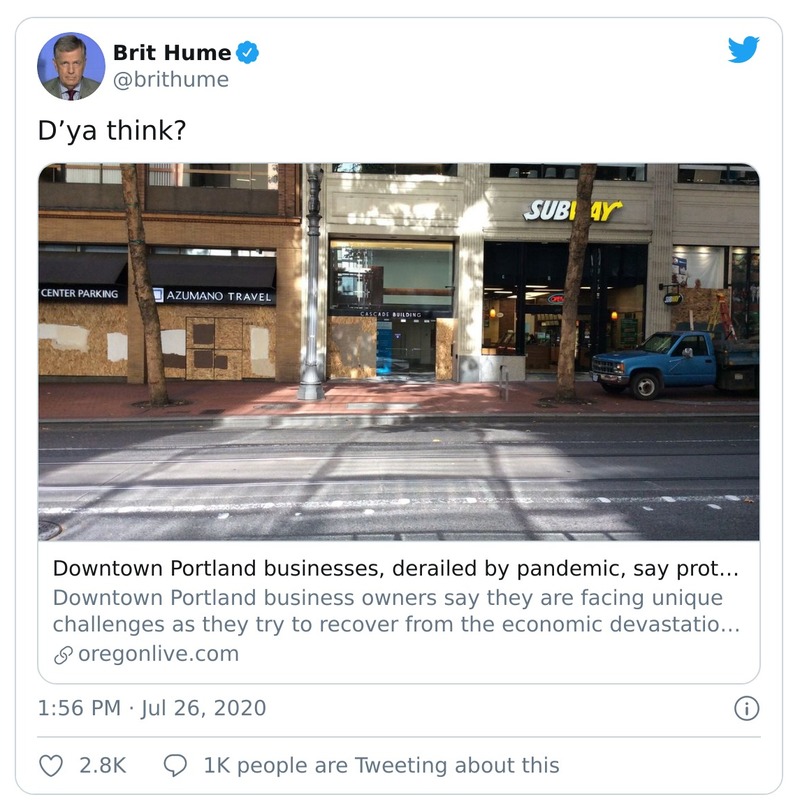 Brit Hume
@brithume
D’ya think?
SUBWAY
CENTER PARKING
AZUMANO TRAVEL
CASCADE BUILDING
OPEN
SUBWAY
Downtown Portland businesses, derailed by pandemic, say prot…
Downtown Portland business owners say they are facing unique
challenges as they try to recover from the economic devastatio…
oregonlive.com
1:56 PM · Jul 26, 2020
2.8K 1K people are Tweeting about this